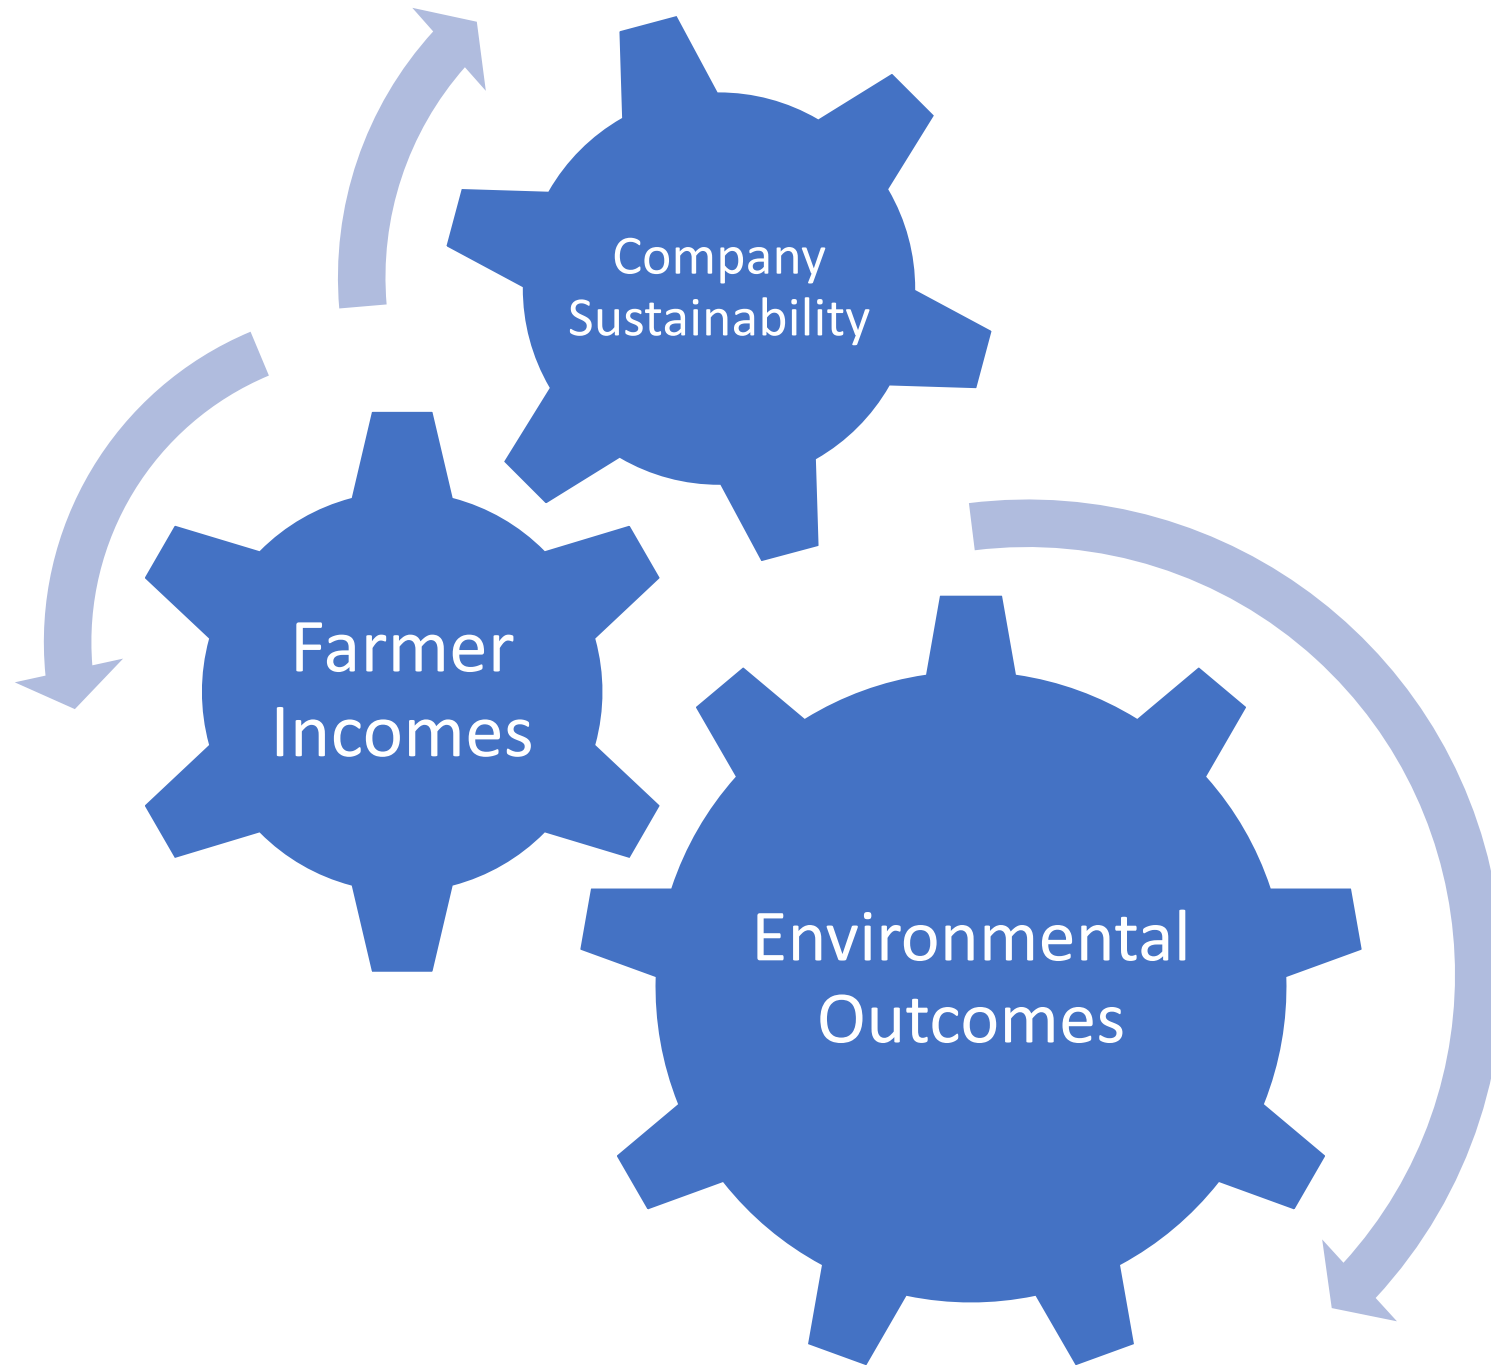 Company
Sustainability
Farmer
Incomes
Environmental
Outcomes